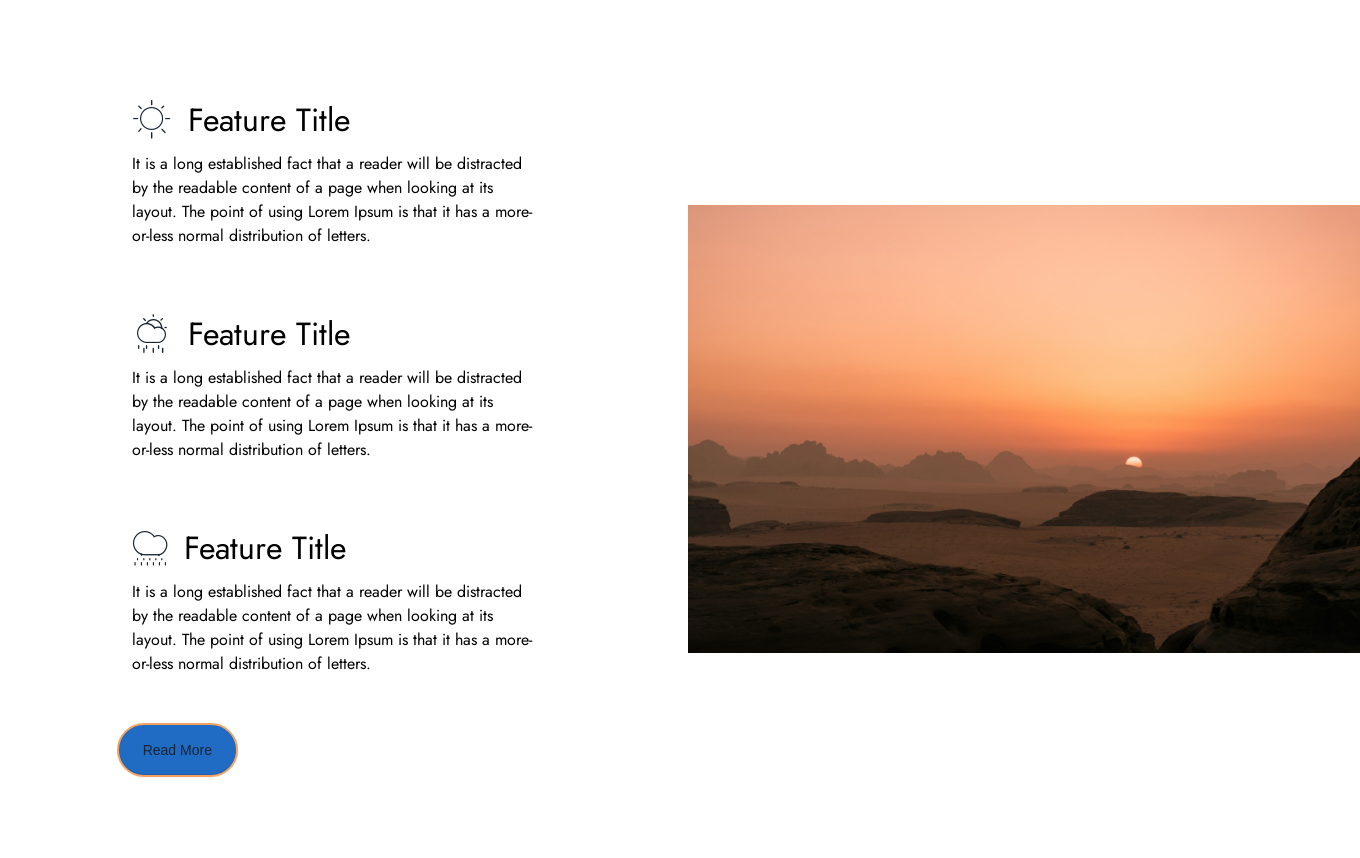 Feature Title
It is a long established fact that a reader will be distracted
by the readable content of a page when looking at its
layout. The point of using Lorem Ipsum is that it has a more-
or-less normal distribution of letters.
Feature Title
It is a long established fact that a reader will be distracted
by the readable content of a page when looking at its
layout. The point of using Lorem Ipsum is that it has a more-
or-less normal distribution of letters.
Feature Title
It is a long established fact that a reader will be distracted
by the readable content of a page when looking at its
layout. The point of using Lorem Ipsum is that it has a more-
or-less normal distribution of letters.
Read More